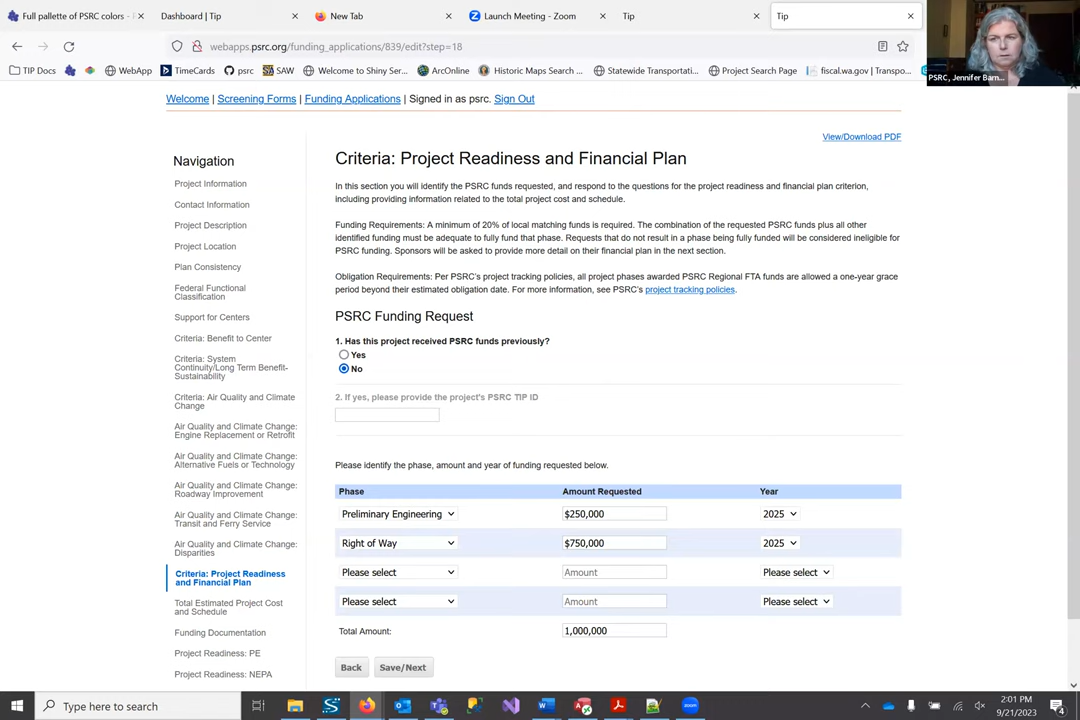 Full pallette of PSRC colors -
Dashboard | Tip
New Tab
Launch Meeting - Zoom
Tip
Tip
webapps.psrc.org/funding_applications/839/edit?step=18
TIP Docs
WebApp
TimeCards
psrc
SAW
Welcome to Shiny Ser...
ArcOnline
Historic Maps Search ...
Statewide Transportati...
Project Search Page
fiscal.wa.gov | Transpo...
PSRC, Jennifer Barn...
Welcome | Screening Forms | Funding Applications | Signed in as psrc. Sign Out
View/Download PDF
Navigation
Project Information
Contact Information
Project Description
Project Location
Plan Consistency
Federal Functional
Classification
Support for Centers
Criteria: Benefit to Center
Criteria: System
Continuity/Long Term Benefit-
Sustainability
Criteria: Air Quality and Climate
Change
Air Quality and Climate Change:
Engine Replacement or Retrofit
Air Quality and Climate Change:
Alternative Fuels or Technology
Air Quality and Climate Change:
Roadway Improvement
Air Quality and Climate Change:
Transit and Ferry Service
Air Quality and Climate Change:
Disparities
Criteria: Project Readiness
and Financial Plan
Total Estimated Project Cost
and Schedule
Funding Documentation
Project Readiness: PE
Project Readiness: NEPA
Criteria: Project Readiness and Financial Plan
In this section you will identify the PSRC funds requested, and respond to the questions for the project readiness and financial plan criterion,
including providing information related to the total project cost and schedule.
Funding Requirements: A minimum of 20% of local matching funds is required. The combination of the requested PSRC funds plus all other
identified funding must be adequate to fully fund that phase. Requests that do not result in a phase being fully funded will be considered ineligible for
PSRC funding. Sponsors will be asked to provide more detail on their financial plan in the next section.
Obligation Requirements: Per PSRC's project tracking policies, all project phases awarded PSRC Regional FTA funds are allowed a one-year grace
period beyond their estimated obligation date. For more information, see PSRC's project tracking policies.
PSRC Funding Request
1. Has this project received PSRC funds previously?
Yes
No
2. If yes, please provide the project's PSRC TIP ID
Please identify the phase, amount and year of funding requested below.
Phase Amount Requested Year
Preliminary Engineering $250,000 2025
Right of Way $750,000 2025
Please select Amount Please select
Please select Amount Please select
Total Amount: 1,000,000
Back Save/Next
Type here to search
2:01 PM
9/21/2023
4